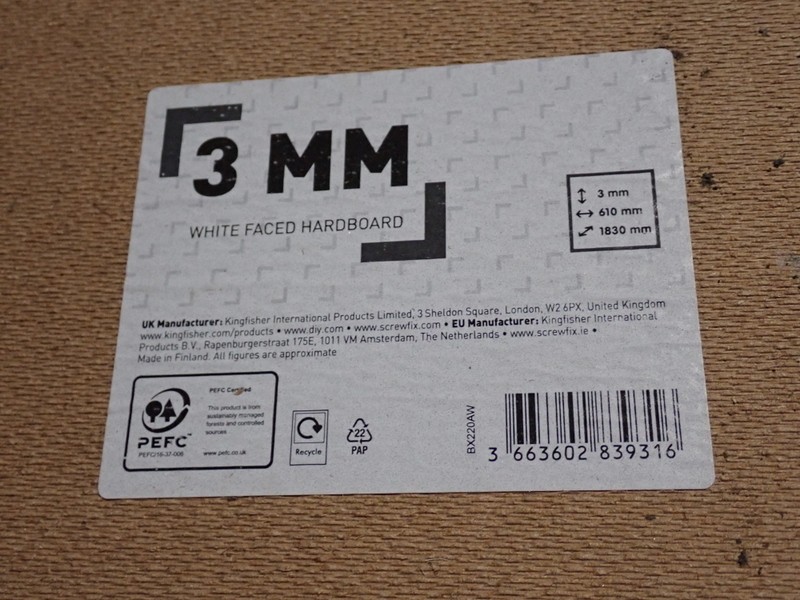 3 MM
WHITE FACED HARDBOARD
3 mm
610 mm
1830 mm
UK Manufacturer: Kingfisher International Products Limited, 3 Sheldon Square, London, W2 6PX, United Kingdom
www.kingfisher.com/products • www.diy.com • www.screwfix.com • EU Manufacturer: Kingfisher International
Products B.V., Rapenburgerstraat 175E, 1011 VM Amsterdam, The Netherlands • www.screwfix.ie •
Made in Finland. All figures are approximate
PEFC Certified
This product is from
sustainably managed
forests and controlled
sources
www.pefc.co.uk
PEFC™
PEFC/16-37-008
Recycle
22
PAP
BX220AW
3 663602 839316